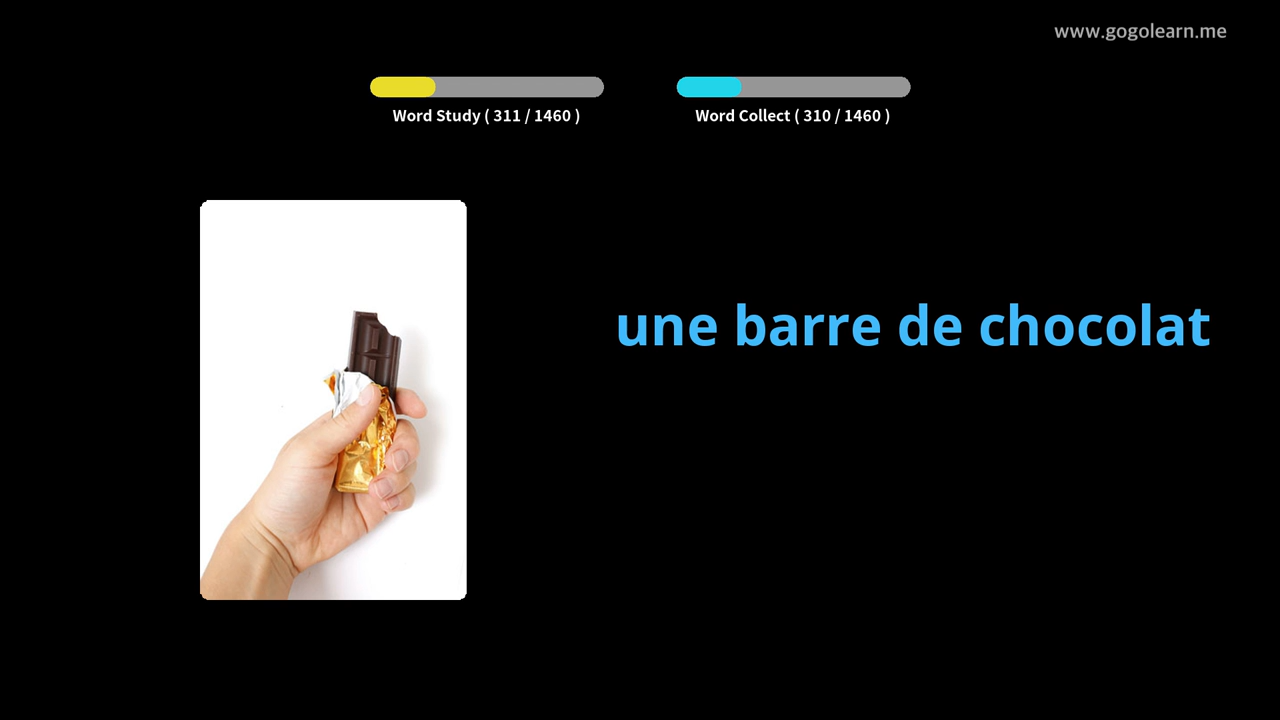 www.gogolearn.me
Word Study ( 311 / 1460 )
Word Collect ( 310 / 1460 )
une barre de chocolat